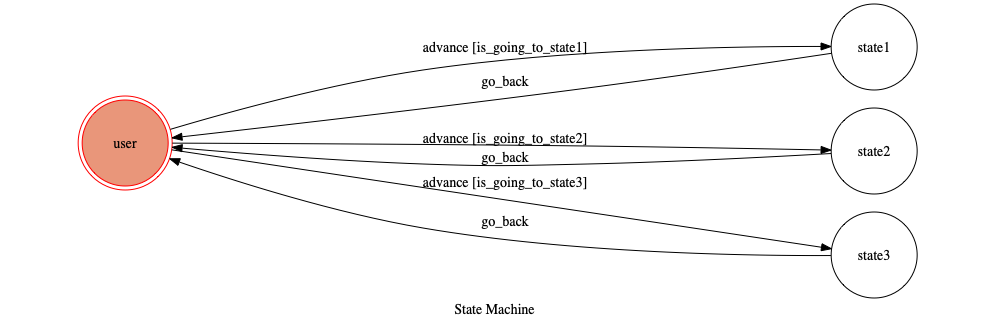 advance [is_going_to_state1]
state1
go_back
user
advance [is_going_to_state2]
state2
go_back
advance [is_going_to_state3]
go_back
state3
State Machine